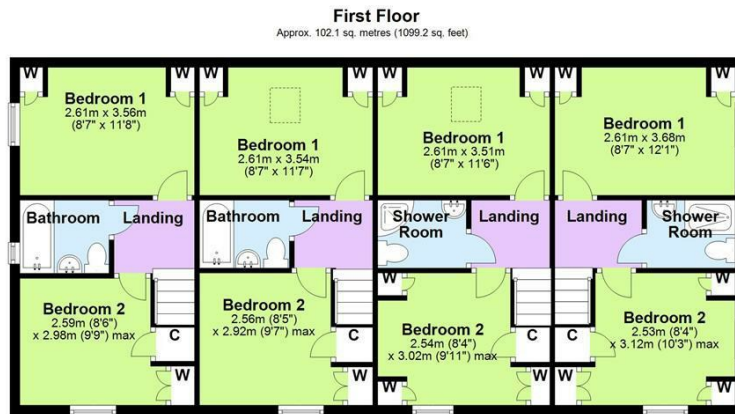 First Floor
Approx. 102.1 sq. metres (1099.2 sq. feet)
W
W
W
W
W
W
W
W
Bedroom 1
2.61m x 3.56m
(8'7" x 11'8")
Bedroom 1
2.61m x 3.54m
(8'7" x 11'7")
Bedroom 1
2.61m x 3.51m
(8'7" x 11'6")
Bedroom 1
2.61m x 3.68m
(8'7" x 12'1")
Bathroom
Landing
Bathroom
Landing
Shower
Room
Landing
Landing
Shower
Room
Bedroom 2
2.59m (8'6")
x 2.98m (9'9") max
C
W
Bedroom 2
2.56m (8'5")
x 2.92m (9'7") max
C
W
W
Bedroom 2
2.54m (8'4")
x 3.02m (9'11") max
C
W
W
W
Bedroom 2
2.53m (8'4")
x 3.12m (10'3") max
C
W
W